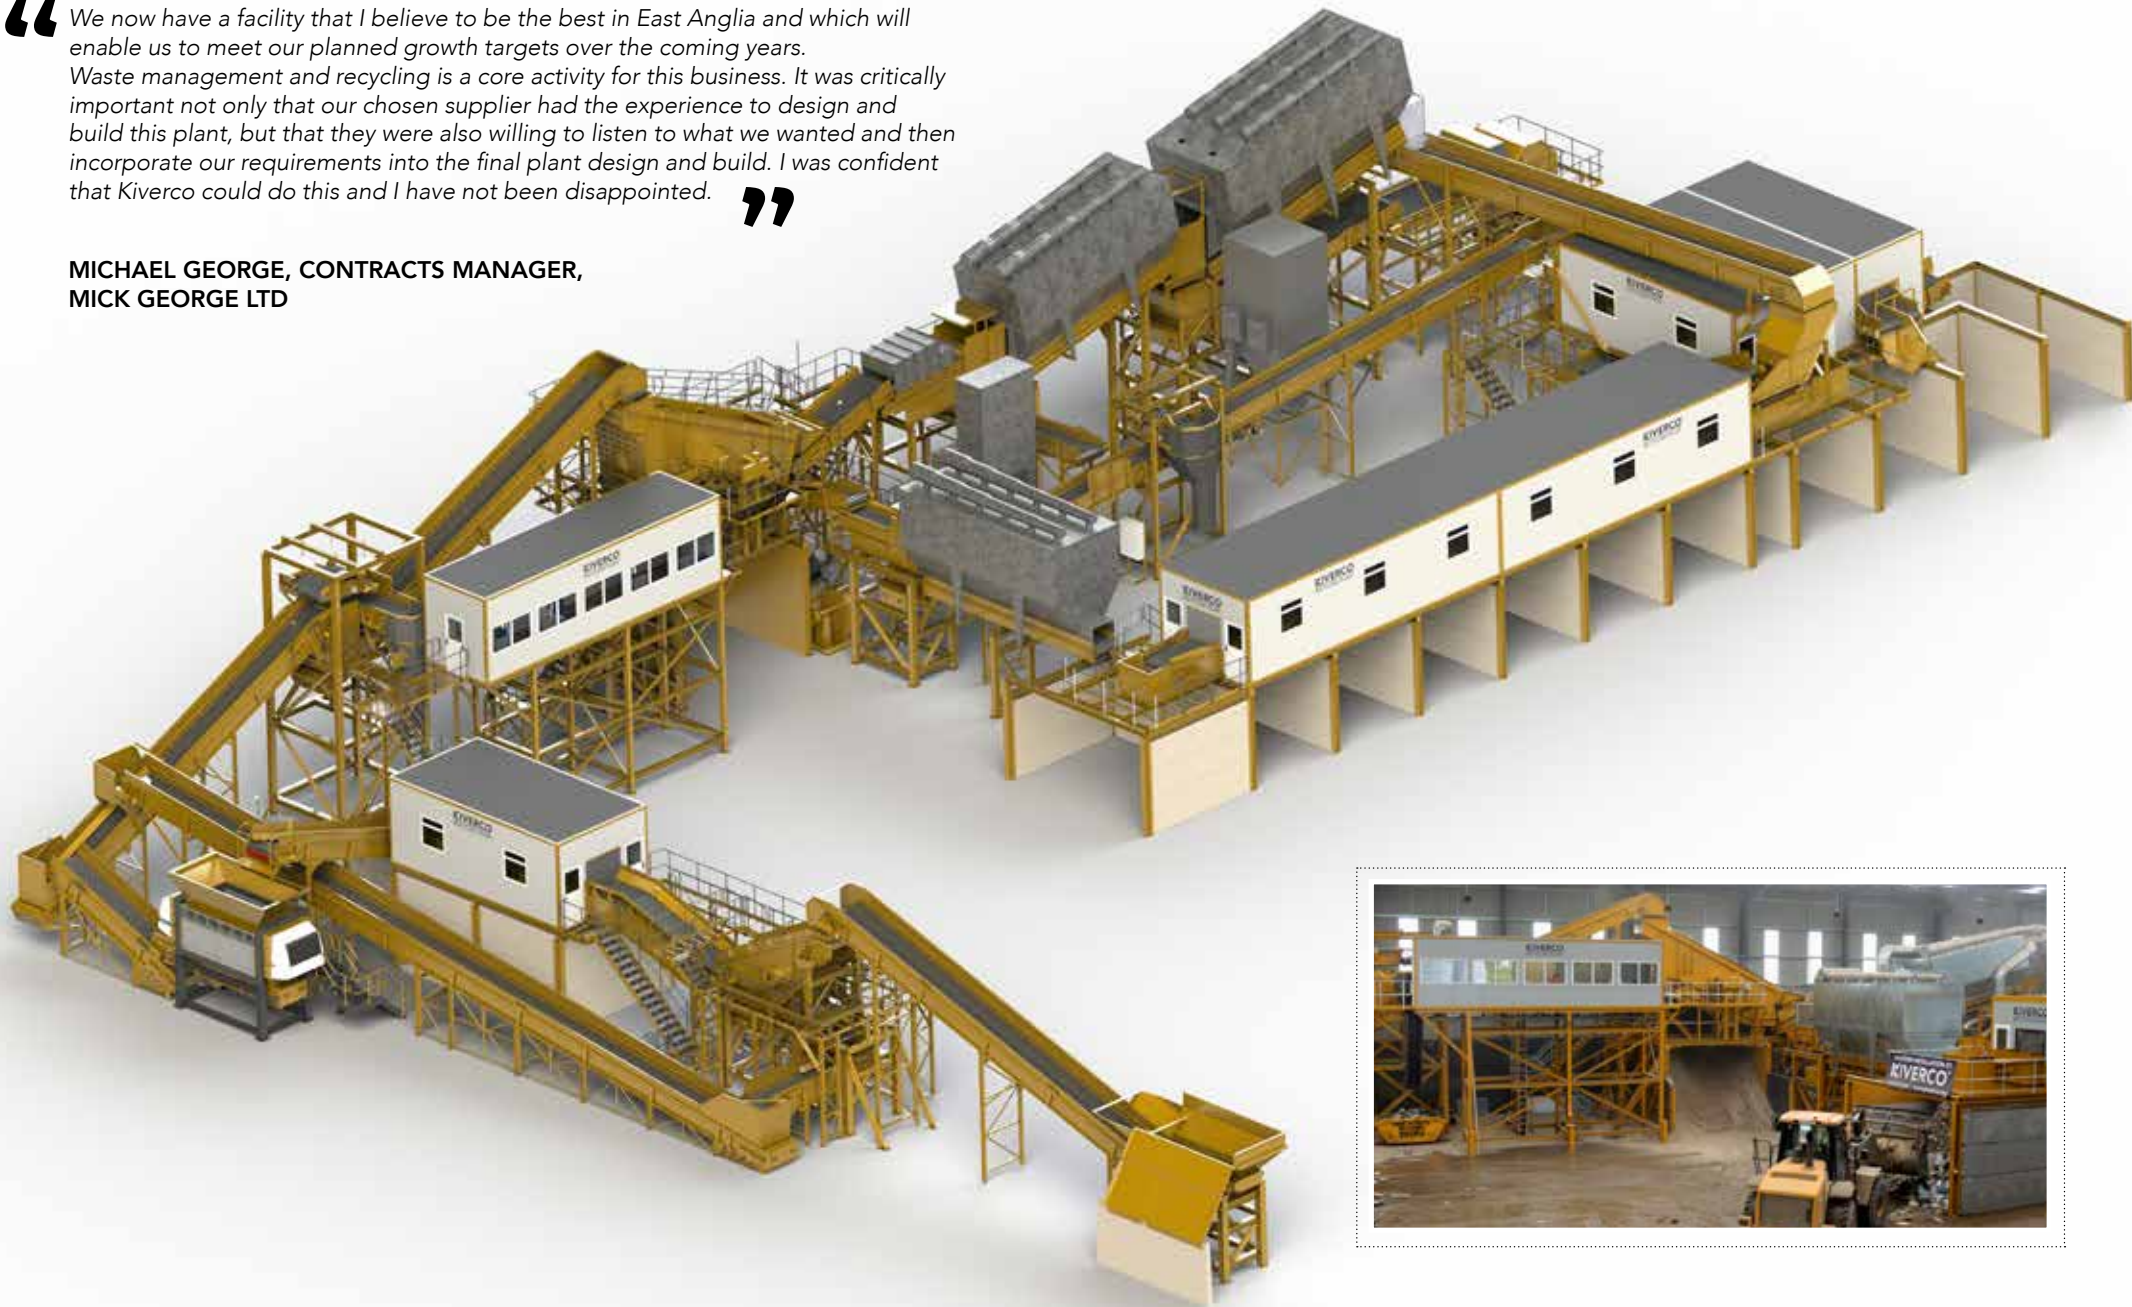 “ We now have a facility that I believe to be the best in East Anglia and which will
enable us to meet our planned growth targets over the coming years.
Waste management and recycling is a core activity for this business. It was critically
important not only that our chosen supplier had the experience to design and
build this plant, but that they were also willing to listen to what we wanted and then
incorporate our requirements into the final plant design and build. I was confident
that Kiverco could do this and I have not been disappointed. ”
MICHAEL GEORGE, CONTRACTS MANAGER,
MICK GEORGE LTD
KIVERCO
KIVERCO
KIVERCO
KIVERCO
KIVERCO
KIVERCO
KIVERCO
KIVERCO
KIVERCO